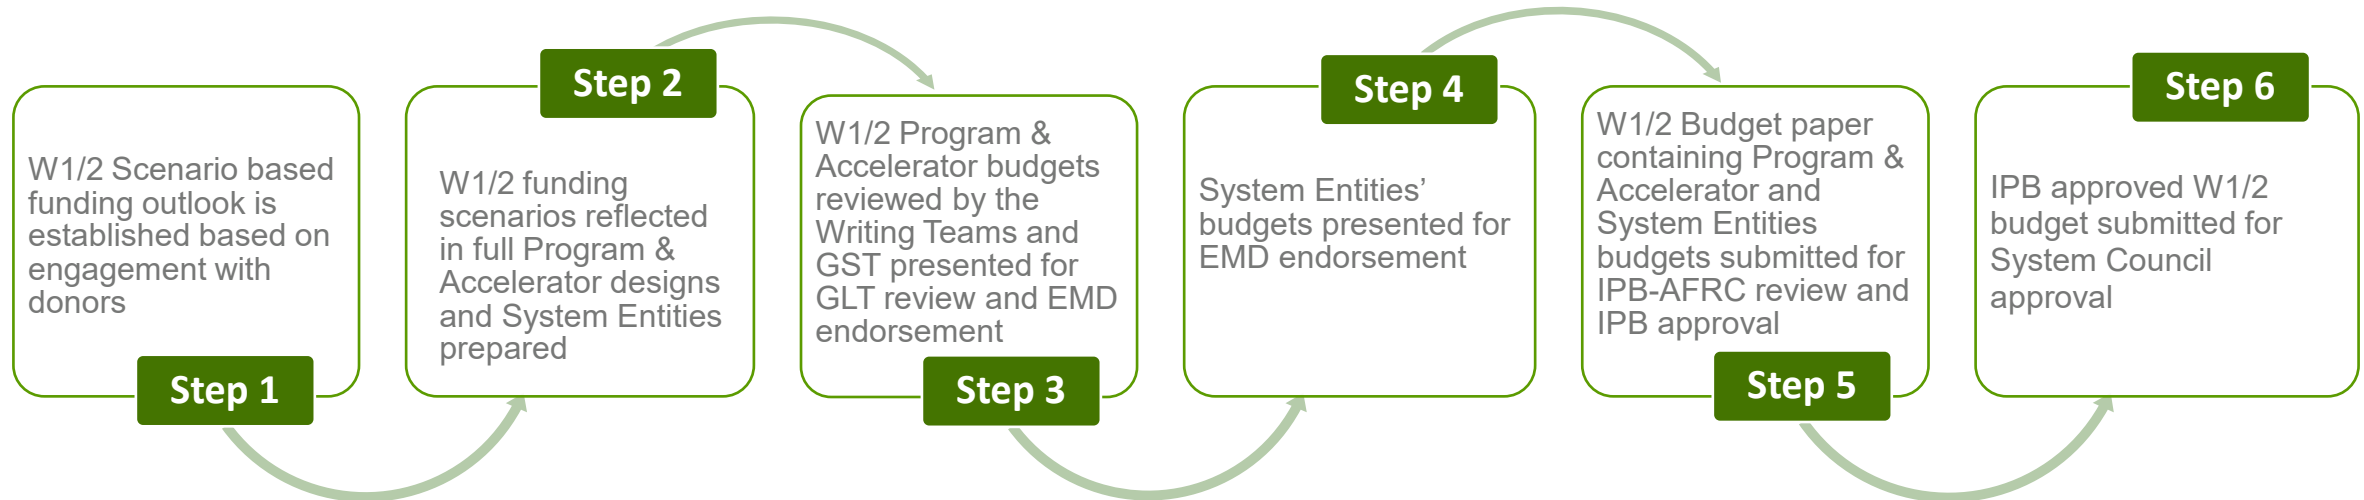 W1/2 Scenario based
funding outlook is
established based on
engagement with
donors
Step 1
Step 2
W1/2 funding
scenarios reflected
in full Program &
Accelerator designs
and System Entities
prepared
W1/2 Program &
Accelerator budgets
reviewed by the
Writing Teams and
GST presented for
GLT review and EMD
endorsement
Step 3
Step 4
System Entities’
budgets presented for
EMD endorsement
W1/2 Budget paper
containing Program &
Accelerator and
System Entities
budgets submitted for
IPB-AFRC review and
IPB approval
Step 5
Step 6
IPB approved W1/2
budget submitted for
System Council
approval